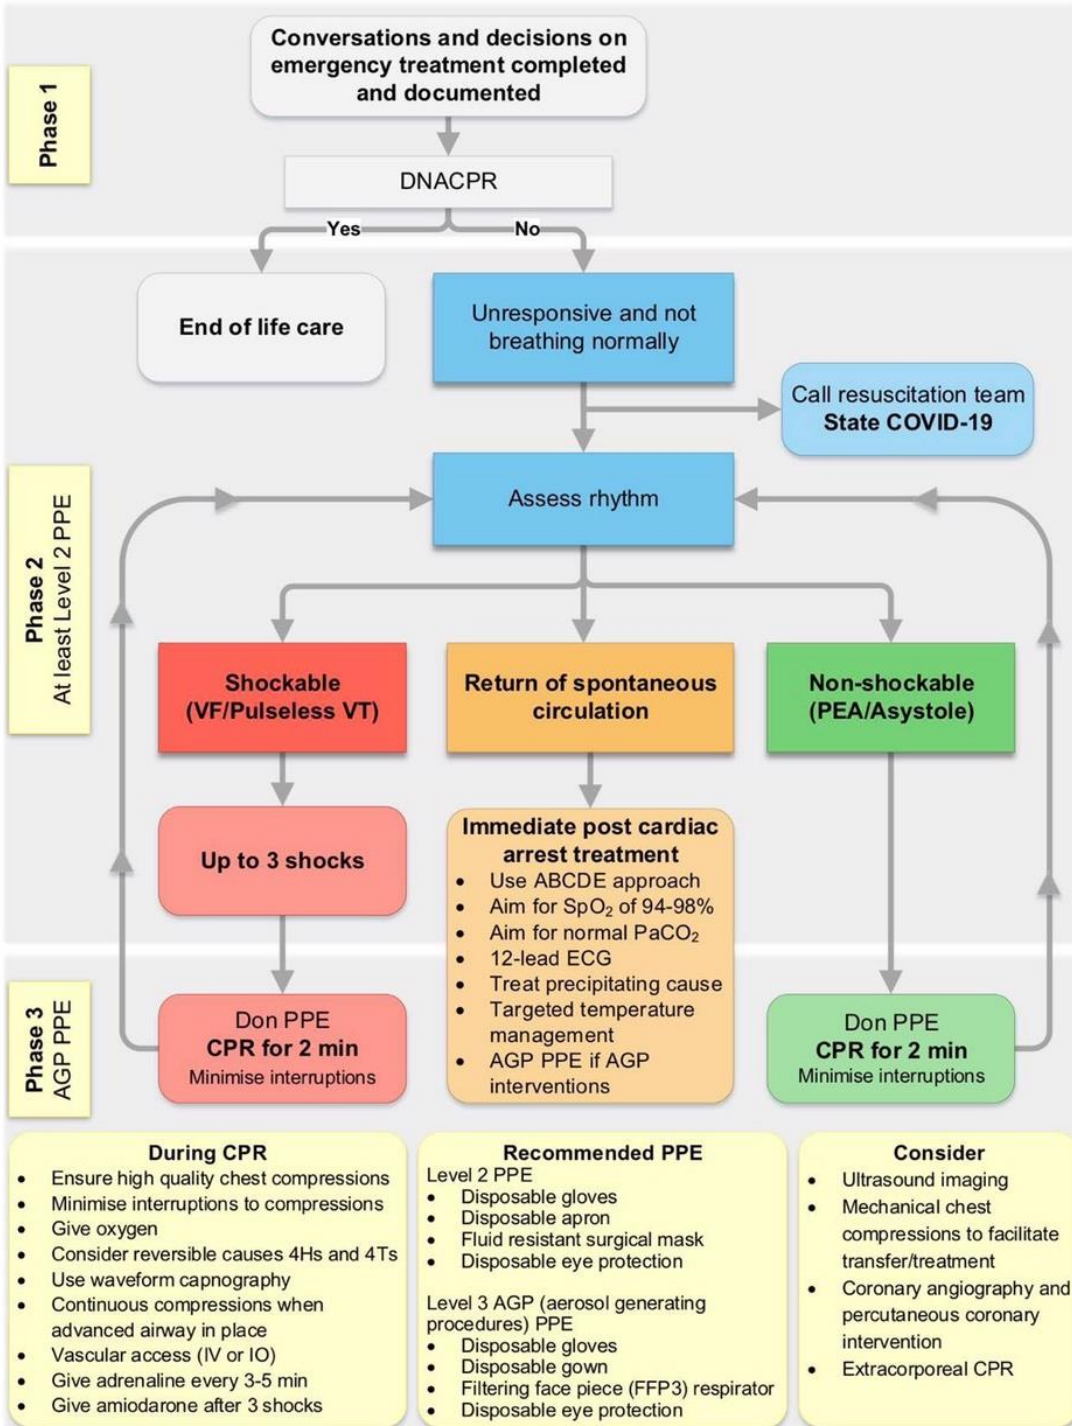 Conversations and decisions on
emergency treatment completed
and documented
Phase 1
DNACPR
Yes
No
End of life care
Unresponsive and not
breathing normally
Call resuscitation team
State COVID-19
Phase 2
At least Level 2 PPE
Assess rhythm
Shockable
(VF/Pulseless VT)
Return of spontaneous
circulation
Non-shockable
(PEA/Asystole)
Up to 3 shocks
Immediate post cardiac
arrest treatment
• Use ABCDE approach
• Aim for SpO₂ of 94-98%
• Aim for normal PaCO₂
• 12-lead ECG
• Treat precipitating cause
• Targeted temperature
management
• AGP PPE if AGP
interventions
Phase 3
AGP PPE
Don PPE
CPR for 2 min
Minimise interruptions
Don PPE
CPR for 2 min
Minimise interruptions
During CPR
• Ensure high quality chest compressions
• Minimise interruptions to compressions
• Give oxygen
• Consider reversible causes 4Hs and 4Ts
• Use waveform capnography
• Continuous compressions when
advanced airway in place
• Vascular access (IV or IO)
• Give adrenaline every 3-5 min
• Give amiodarone after 3 shocks
Recommended PPE
Level 2 PPE
• Disposable gloves
• Disposable apron
• Fluid resistant surgical mask
• Disposable eye protection
Level 3 AGP (aerosol generating
procedures) PPE
• Disposable gloves
• Disposable gown
• Filtering face piece (FFP3) respirator
• Disposable eye protection
Consider
• Ultrasound imaging
• Mechanical chest
compressions to facilitate
transfer/treatment
• Coronary angiography and
percutaneous coronary
intervention
• Extracorporeal CPR